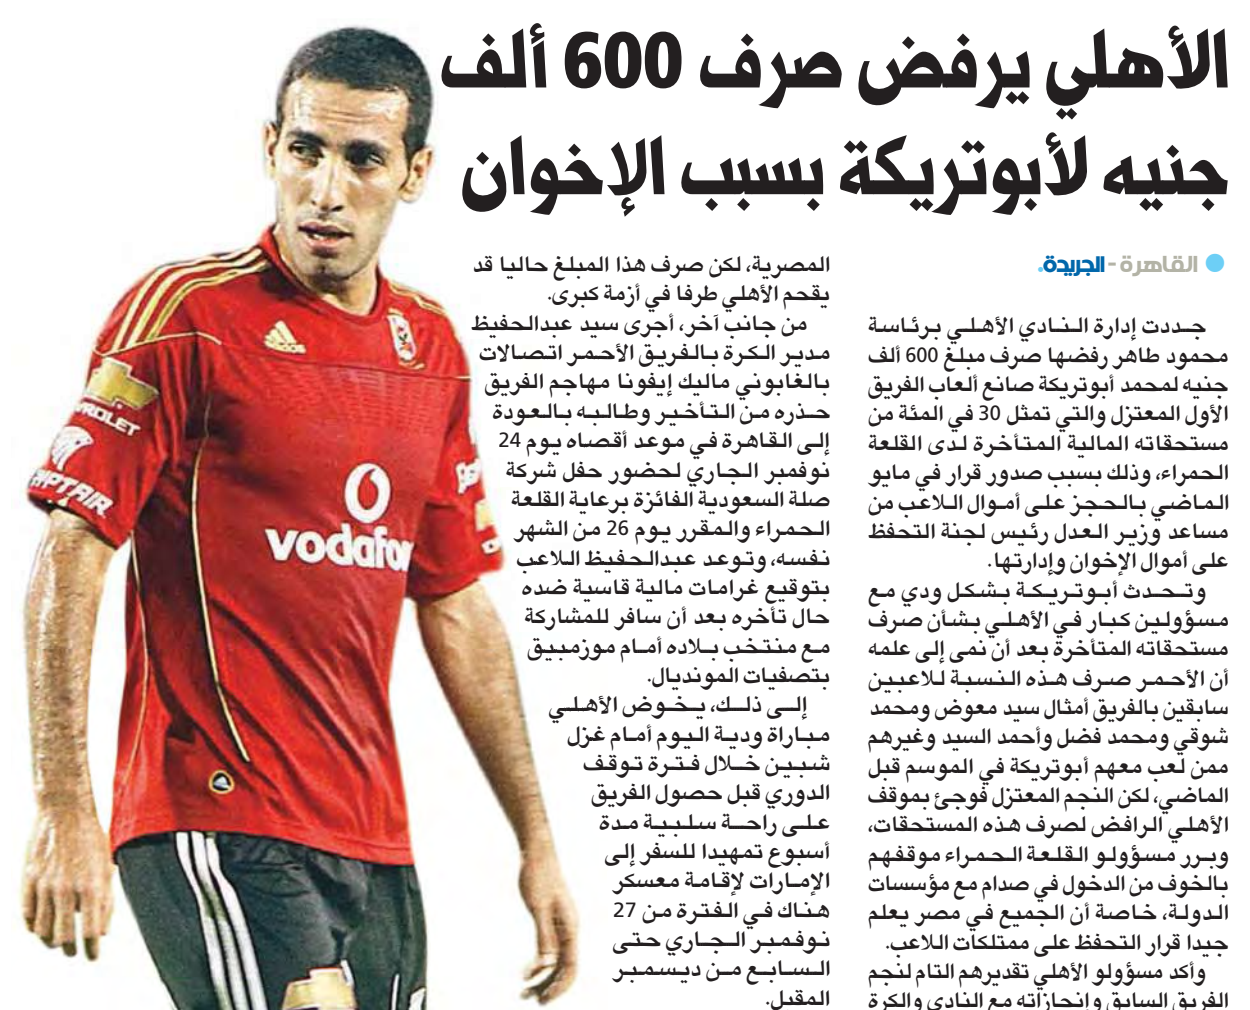 الأهلي يرفض صرف 600 ألف
جنيه لأبوتريكة بسبب الإخوان
القاهرة - الجريدة.
جددت إدارة النادي الأهلي برئاسة
محمود طاهر رفضها صرف مبلغ 600 ألف
جنيه لمحمد أبوتريكة صانع ألعاب الفريق
الأول المعتزل والتي تمثل 30 في المئة من
مستحقاته المالية المتأخرة لدى القلعة
الحمراء، وذلك بسبب صدور قرار في مايو
الماضي بالحجز على أموال اللاعب من
مساعد وزير العدل رئيس لجنة التحفظ
على أموال الإخوان وإدارتها.
وتحدث أبوتريكة بشكل ودي مع
مسؤولين كبار في الأهلي بشأن صرف
مستحقاته المتأخرة بعد أن نمى إلى علمه
أن الأحمر صرف هذه النسبة للاعبين
سابقين بالفريق أمثال سيد معوض ومحمد
شوقي ومحمد فضل وأحمد السيد وغيرهم
ممن لعب معهم أبوتريكة في الموسم قبل
الماضي، لكن النجم المعتزل فوجئ بموقف
الأهلي الرافض لصرف هذه المستحقات،
وبرر مسؤولو القلعة الحمراء موقفهم
بالخوف من الدخول في صدام مع مؤسسات
الدولة، خاصة أن الجميع في مصر يعلم
جيدا قرار التحفظ على ممتلكات اللاعب.
وأكد مسؤولو الأهلي تقديرهم التام لنجم
الفريق السابق وإنجازاته مع النادي والكرة
المصرية، لكن صرف هذا المبلغ حاليا قد
يقحم الأهلي طرفا في أزمة كبرى.
من جانب آخر، أجرى سيد عبدالحفيظ
مدير الكرة بالفريق الأحمر اتصالات
بالغابوني ماليك إيفونا مهاجم الفريق
حذره من التأخير وطالبه بالعودة
إلى القاهرة في موعد أقصاه يوم 24
نوفمبر الجاري لحضور حفل شركة
صلة السعودية الفائزة برعاية القلعة
الحمراء والمقرر يوم 26 من الشهر
نفسه، وتوعد عبدالحفيظ اللاعب
بتوقيع غرامات مالية قاسية ضده
حال تأخره بعد أن سافر للمشاركة
مع منتخب بلاده أمام موزمبيق
بتصفيات المونديال.
إلى ذلك، يخوض الأهلي
مباراة ودية اليوم أمام غزل
شبين خلال فترة توقف
الدوري قبل حصول الفريق
على راحة سلبية مدة
أسبوع تمهيدا للسفر إلى
الإمارات لإقامة معسكر
هناك في الفترة من 27
نوفمبر الجاري حتى
السابع من ديسمبر
المقبل.
adidas
CHEVROLET
EGYPTAIR
vodafon